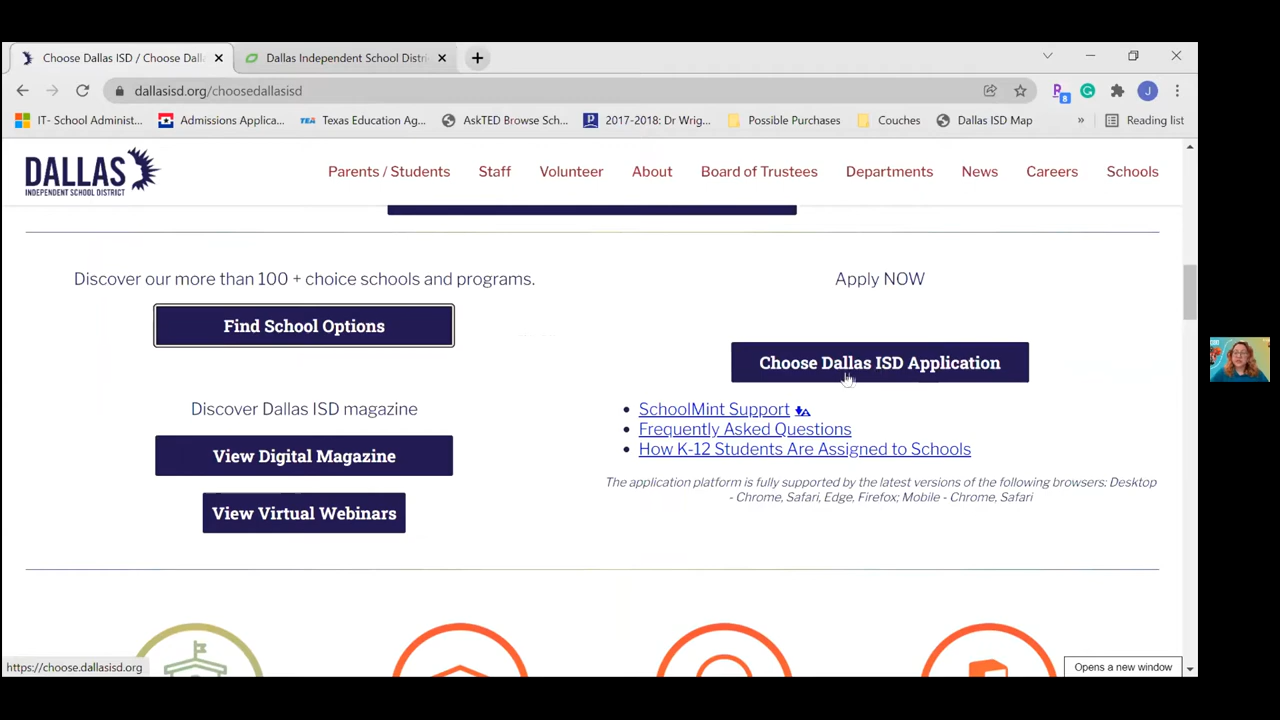 Choose Dallas ISD / Choose Dall
Dallas Independent School Distri
dallasisd.org/choosedallasisd
8
J
IT- School Administ...
Admissions Applica...
TEA
Texas Education Ag...
AskTED Browse Sch...
2017-2018: Dr Wrig...
Possible Purchases
Couches
Dallas ISD Map
»
Reading list
DALLAS
INDEPENDENT SCHOOL DISTRICT
Parents / Students
Staff
Volunteer
About
Board of Trustees
Departments
News
Careers
Schools
Discover our more than 100 + choice schools and programs.
Find School Options
Discover Dallas ISD magazine
View Digital Magazine
View Virtual Webinars
Apply NOW
Choose Dallas ISD Application
• SchoolMint Support
• Frequently Asked Questions
• How K-12 Students Are Assigned to Schools
The application platform is fully supported by the latest versions of the following browsers: Desktop
- Chrome, Safari, Edge, Firefox; Mobile - Chrome, Safari
https://choose.dallasisd.org
Opens a new window